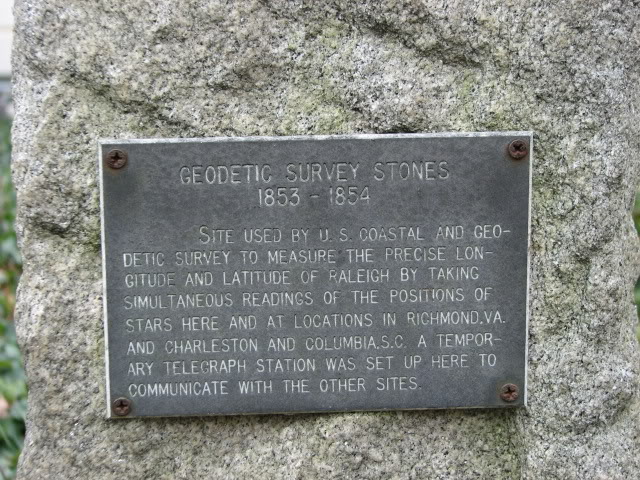 GEODETIC SURVEY STONES
1853 - 1854
SITE USED BY U.S. COASTAL AND GEO-
DETIC SURVEY TO MEASURE THE PRECISE LON-
GITUDE AND LATITUDE OF RALEIGH BY TAKING
SIMULTANEOUS READINGS OF THE POSITIONS OF
STARS HERE AND AT LOCATIONS IN RICHMOND,VA.
AND CHARLESTON AND COLUMBIA,S.C. A TEMPOR-
ARY TELEGRAPH STATION WAS SET UP HERE TO
COMMUNICATE WITH THE OTHER SITES.